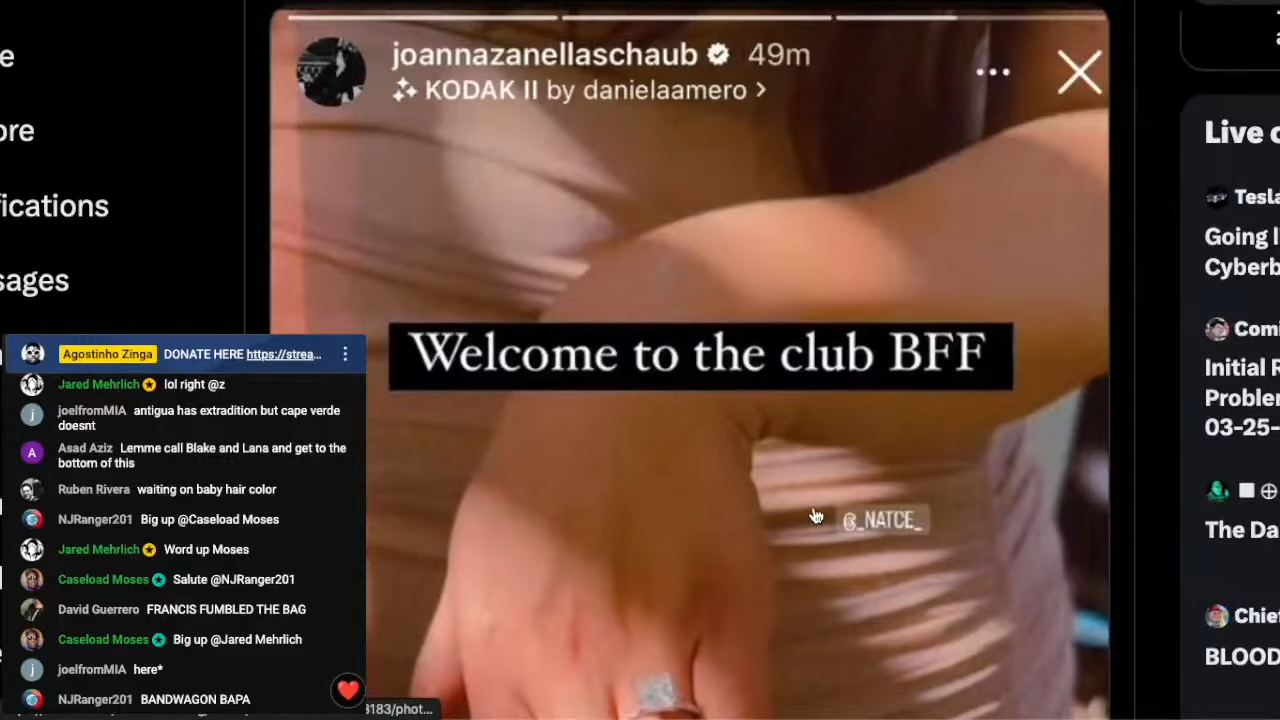 joannazanellaschaub 49m
KODAK II by danielaamero >
Welcome to the club BFF
@_NATCE_
Agostinho Zinga DONATE HERE https://strea...
Jared Mehrlich lol right @z
joelfromMIA antigua has extradition but cape verde
doesnt
Asad Aziz Lemme call Blake and Lana and get to the
bottom of this
Ruben Rivera waiting on baby hair color
NJRanger201 Big up @Caseload Moses
Jared Mehrlich Word up Moses
Caseload Moses Salute @NJRanger201
David Guerrero FRANCIS FUMBLED THE BAG
Caseload Moses Big up @Jared Mehrlich
joelfromMIA here*
NJRanger201 BANDWAGON BAPA
3183/phot...
e
ore
fications
sages
Live o
Tesla
Going l
Cyberb
Com
Initial R
Probler
03-25-
The Da
Chief
BLOOD